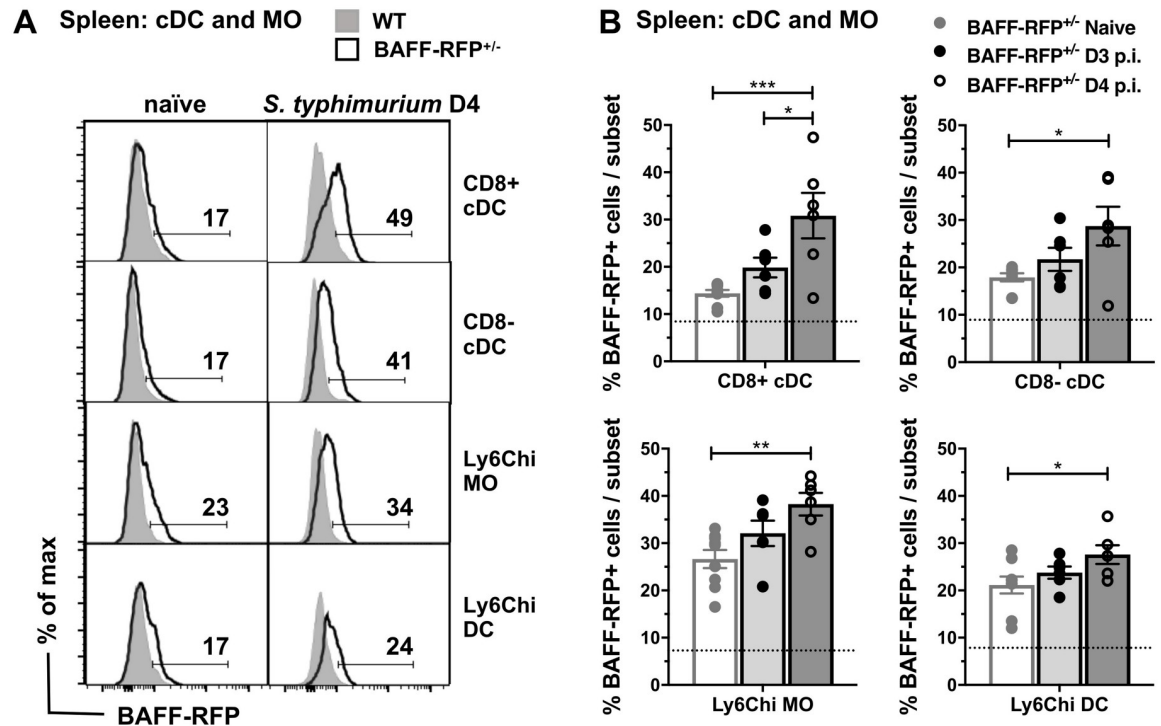 A Spleen: cDC and MO
WT
BAFF-RFP+/-
naïve
S. typhimurium D4
17
49
CD8+
cDC
17
41
CD8-
cDC
23
34
Ly6Chi
MO
17
24
Ly6Chi
DC
% of max
BAFF-RFP
B Spleen: cDC and MO
BAFF-RFP+/- Naive
BAFF-RFP+/- D3 p.i.
BAFF-RFP+/- D4 p.i.
% BAFF-RFP+ cells / subset
50
40
30
20
10
0
***
*
CD8+ cDC
% BAFF-RFP+ cells / subset
50
40
30
20
10
0
*
CD8- cDC
% BAFF-RFP+ cells / subset
50
40
30
20
10
0
**
Ly6Chi MO
% BAFF-RFP+ cells / subset
50
40
30
20
10
0
*
Ly6Chi DC